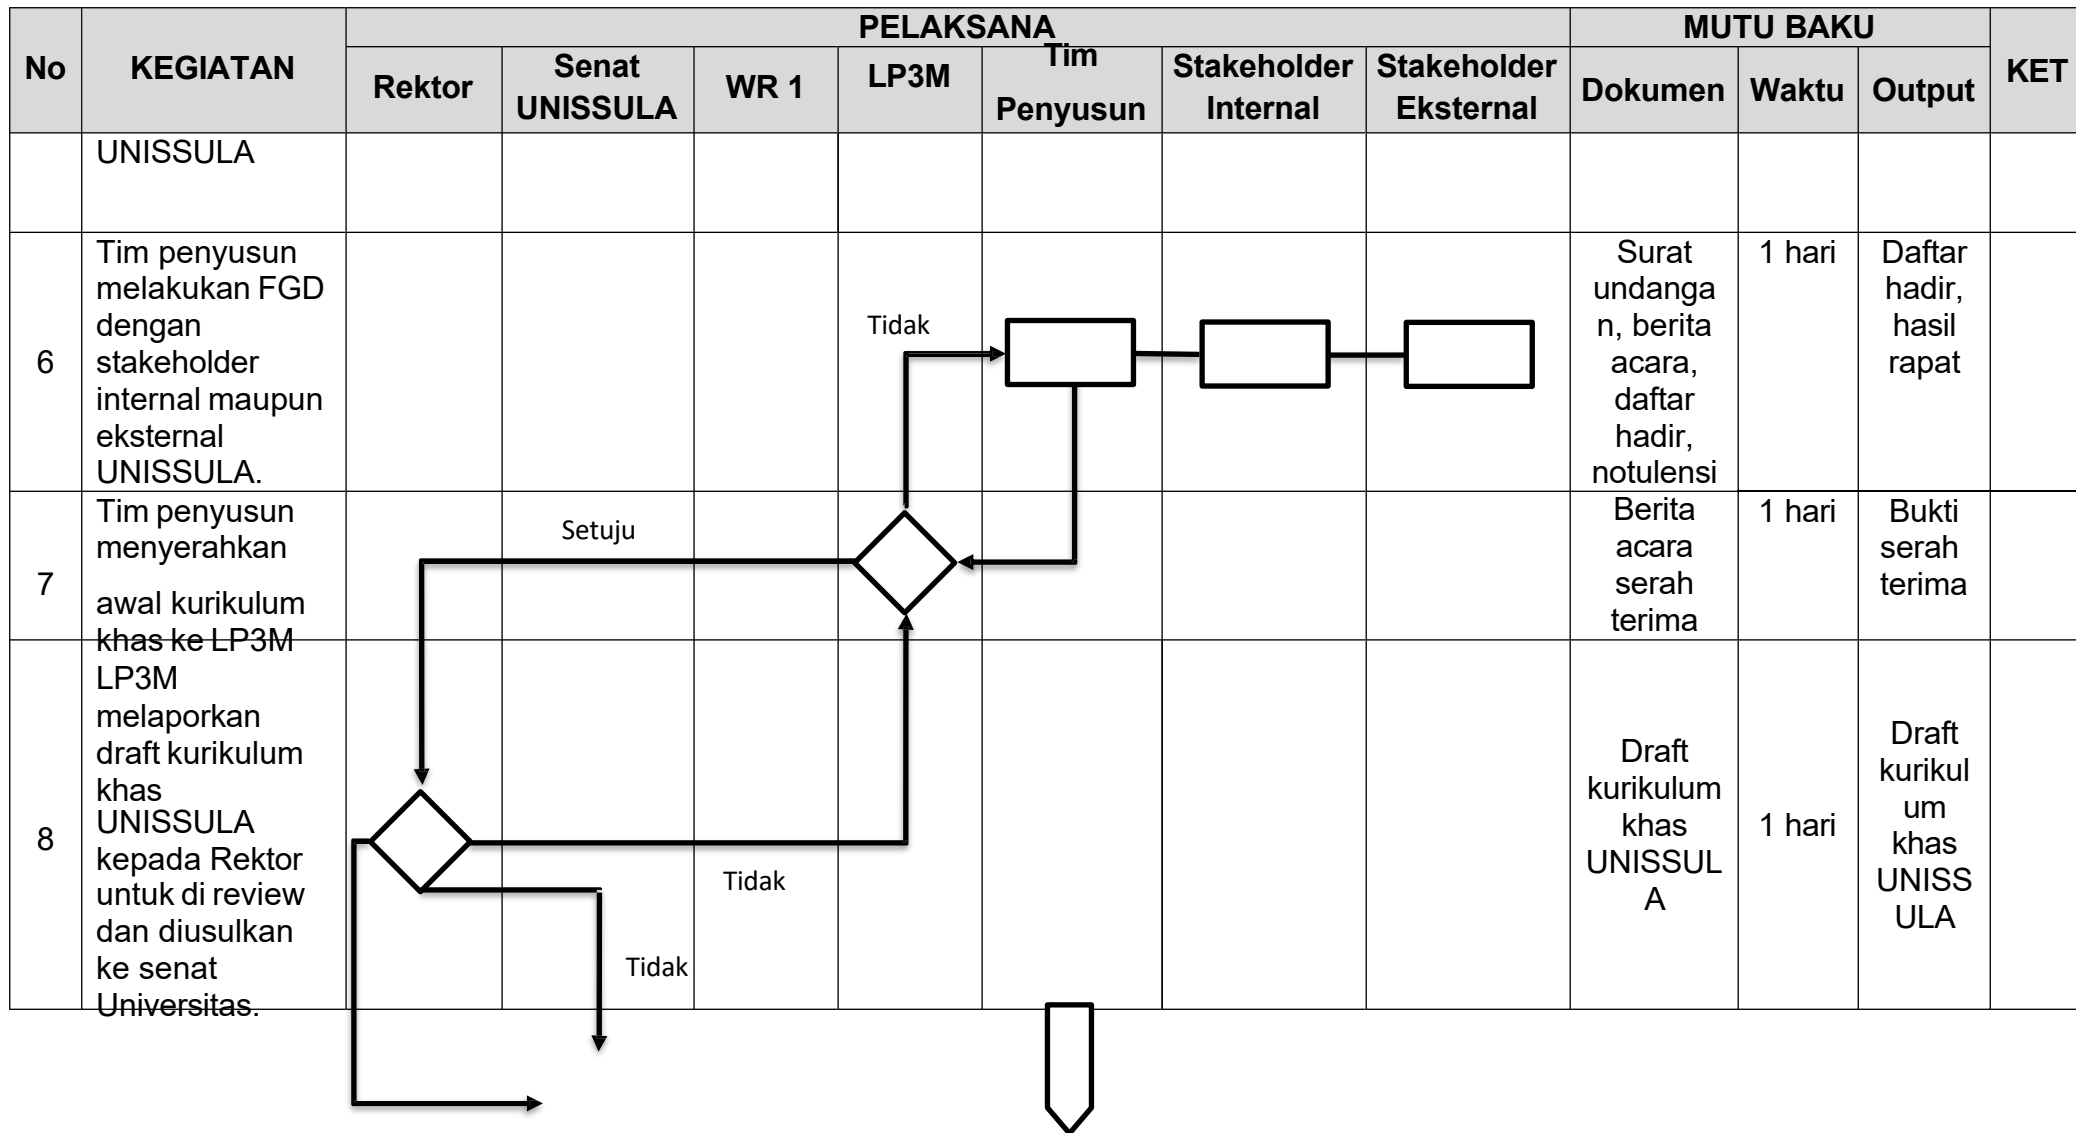 No
KEGIATAN
PELAKSANA
MUTU BAKU
KET
Rektor
Senat
UNISSULA
WR 1
LP3M
Tim
Penyusun
Stakeholder
Internal
Stakeholder
Eksternal
Dokumen
Waktu
Output
UNISSULA
6
Tim penyusun
melakukan FGD
dengan
stakeholder
internal maupun
eksternal
UNISSULA.
Tidak
Surat
undanga
n, berita
acara,
daftar
hadir,
notulensi
1 hari
Daftar
hadir,
hasil
rapat
7
Tim penyusun
menyerahkan
awal kurikulum
khas ke LP3M
Setuju
Berita
acara
serah
terima
1 hari
Bukti
serah
terima
8
LP3M
melaporkan
draft kurikulum
khas
UNISSULA
kepada Rektor
untuk di review
dan diusulkan
ke senat
Universitas.
Tidak
Tidak
Draft
kurikulum
khas
UNISSUL
A
1 hari
Draft
kurikul
um
khas
UNISS
ULA